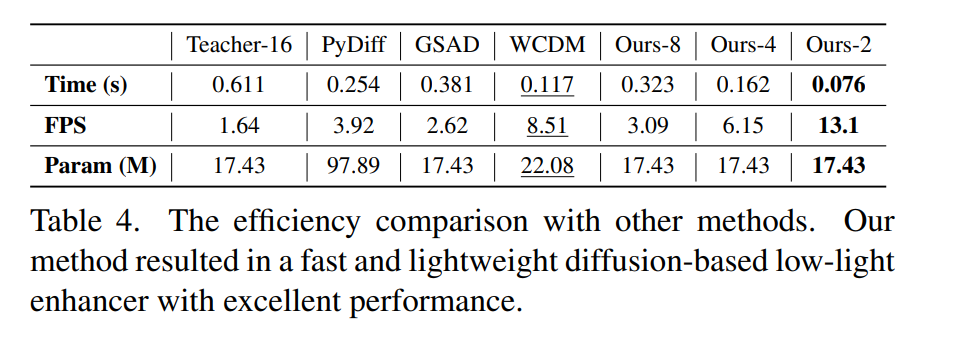 Teacher-16 PyDiff GSAD WCDM Ours-8 Ours-4 Ours-2
Time (s) 0.611 0.254 0.381 0.117 0.323 0.162 0.076
FPS 1.64 3.92 2.62 8.51 3.09 6.15 13.1
Param (M) 17.43 97.89 17.43 22.08 17.43 17.43 17.43
Table 4. The efficiency comparison with other methods. Our
method resulted in a fast and lightweight diffusion-based low-light
enhancer with excellent performance.